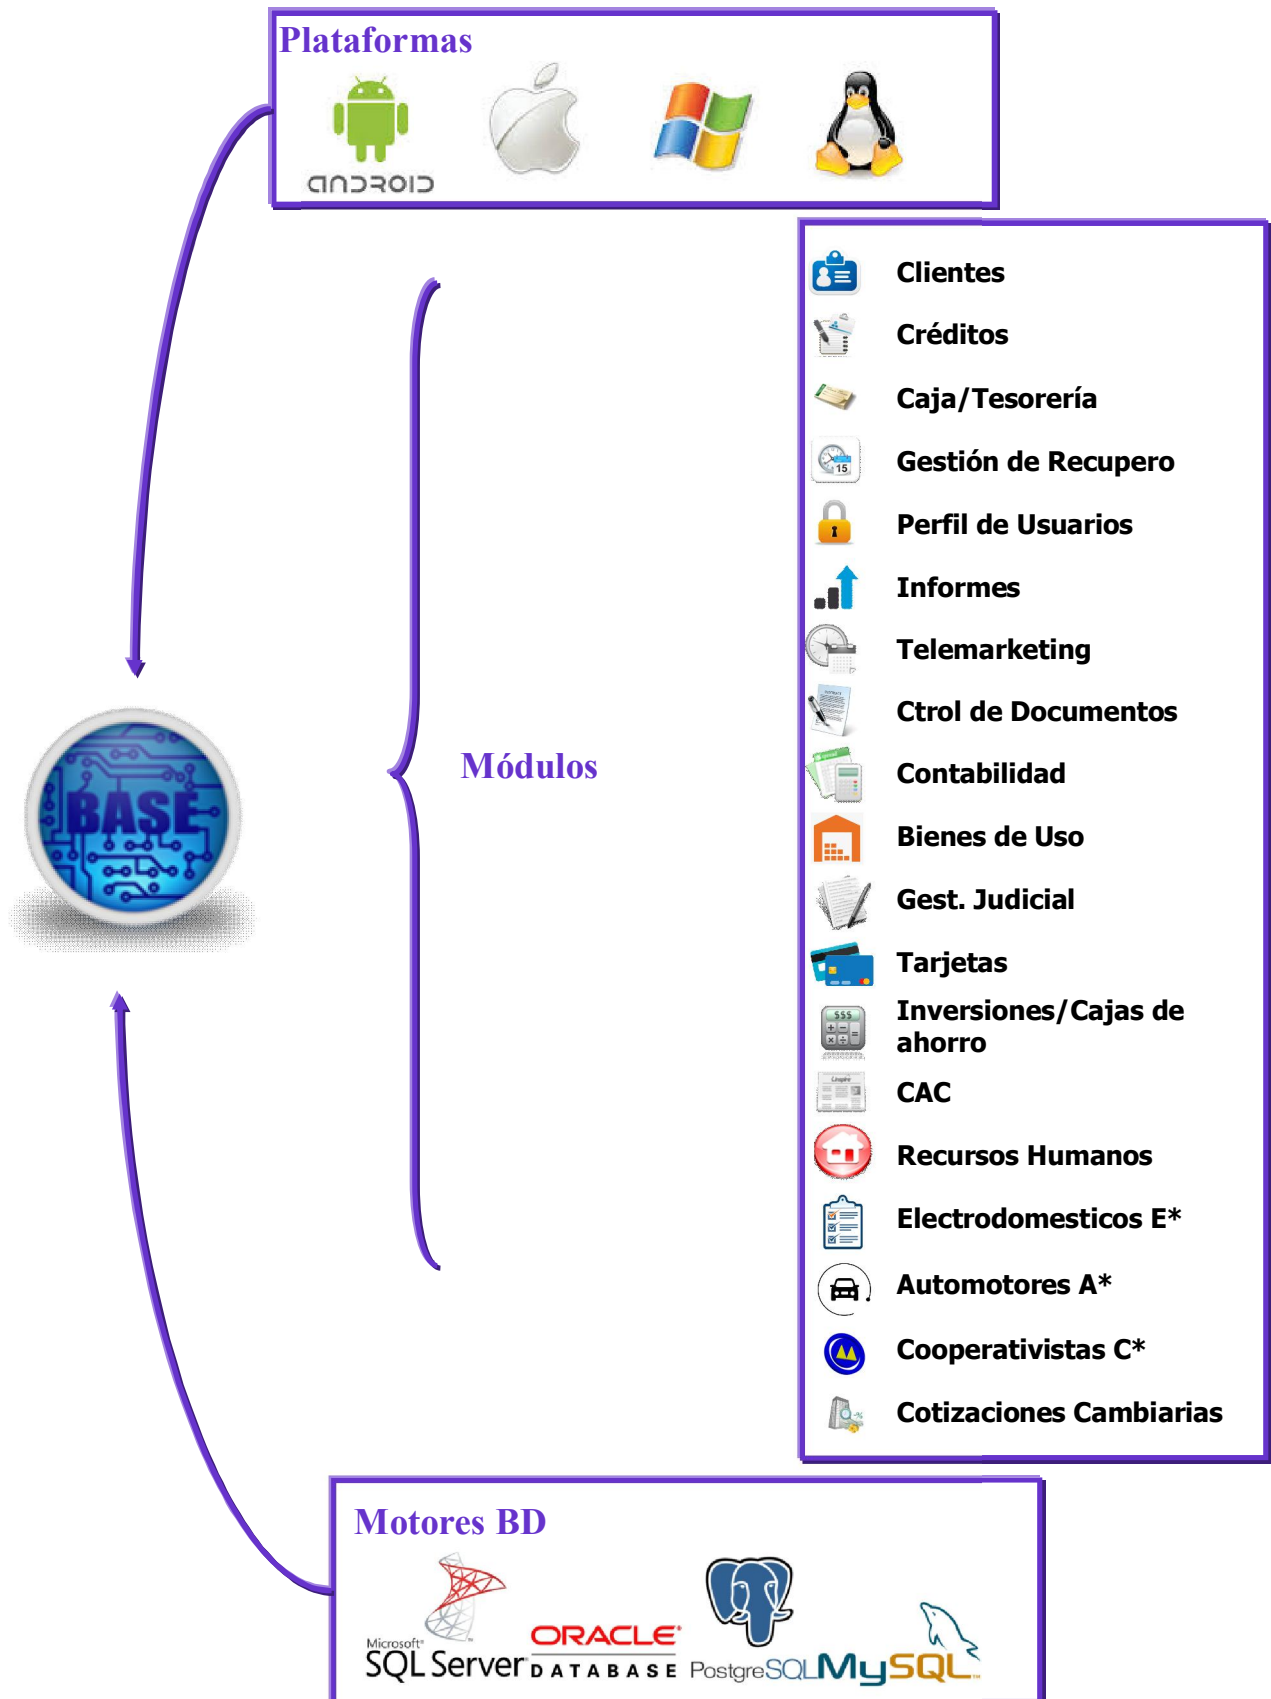 Plataformas
ANDROID
Clientes
Créditos
Caja/Tesorería
15
Gestión de Recupero
Perfil de Usuarios
Informes
Telemarketing
Ctrol de Documentos
BASE
Módulos
Contabilidad
Bienes de Uso
Gest. Judicial
Tarjetas
$$$
Inversiones/Cajas de
ahorro
CAC
Recursos Humanos
Electrodomesticos E*
Automotores A*
Cooperativistas C*
Cotizaciones Cambiarias
Motores BD
Microsoft®
SQL Server
ORACLE®
DATABASE
PostgreSQL
MySQL™